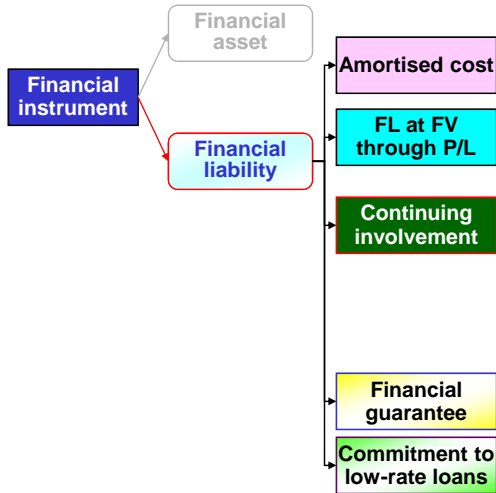 Financial
asset
Financial
instrument
Financial
liability
Amortised cost
FL at FV
through P/L
Continuing
involvement
Financial
guarantee
Commitment to
low-rate loans